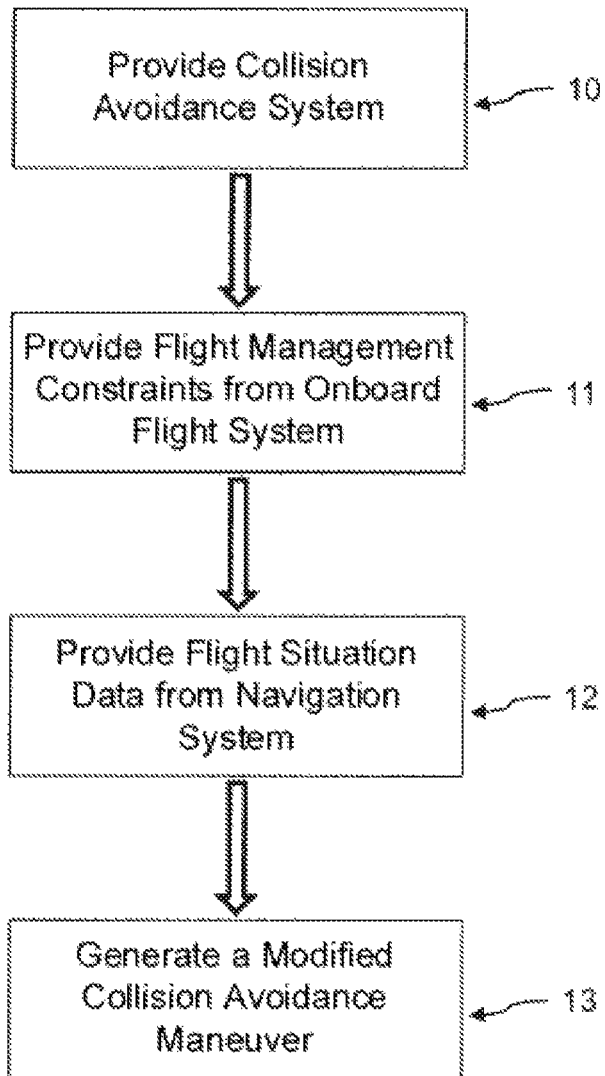 Provide Collision
Avoidance System
10
Provide Flight Management
Constraints from Onboard
Flight System
11
Provide Flight Situation
Data from Navigation
System
12
Generate a Modified
Collision Avoidance
Maneuver
13